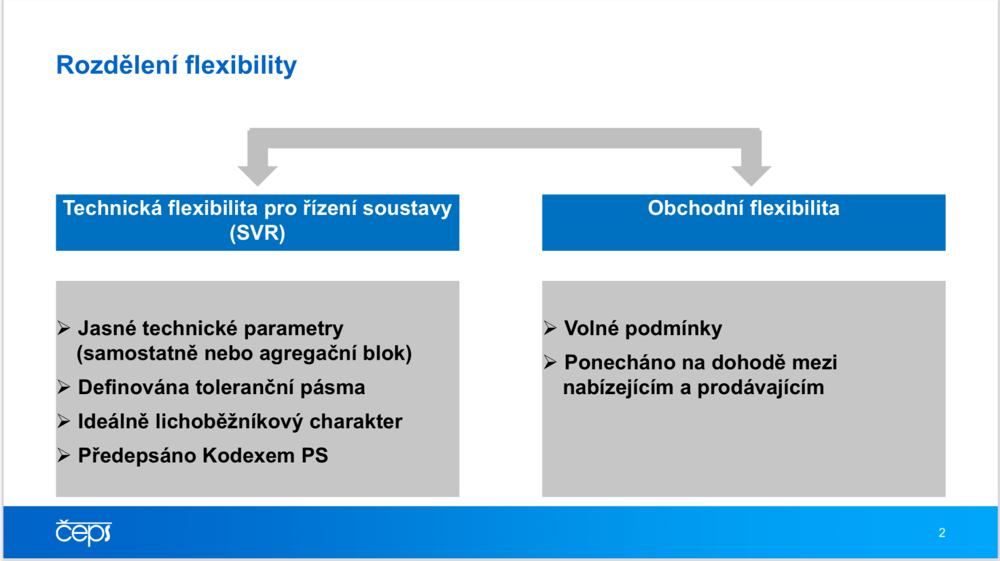 Rozdělení flexibility
Technická flexibilita pro řízení soustavy
(SVR)
➢ Jasné technické parametry
(samostatně nebo agregační blok)
➢ Definována toleranční pásma
➢ Ideálně lichoběžníkový charakter
➢ Předepsáno Kodexem PS
Obchodní flexibilita
➢ Volné podmínky
➢ Ponecháno na dohodě mezi
nabízejícím a prodávajícím
čeps
2